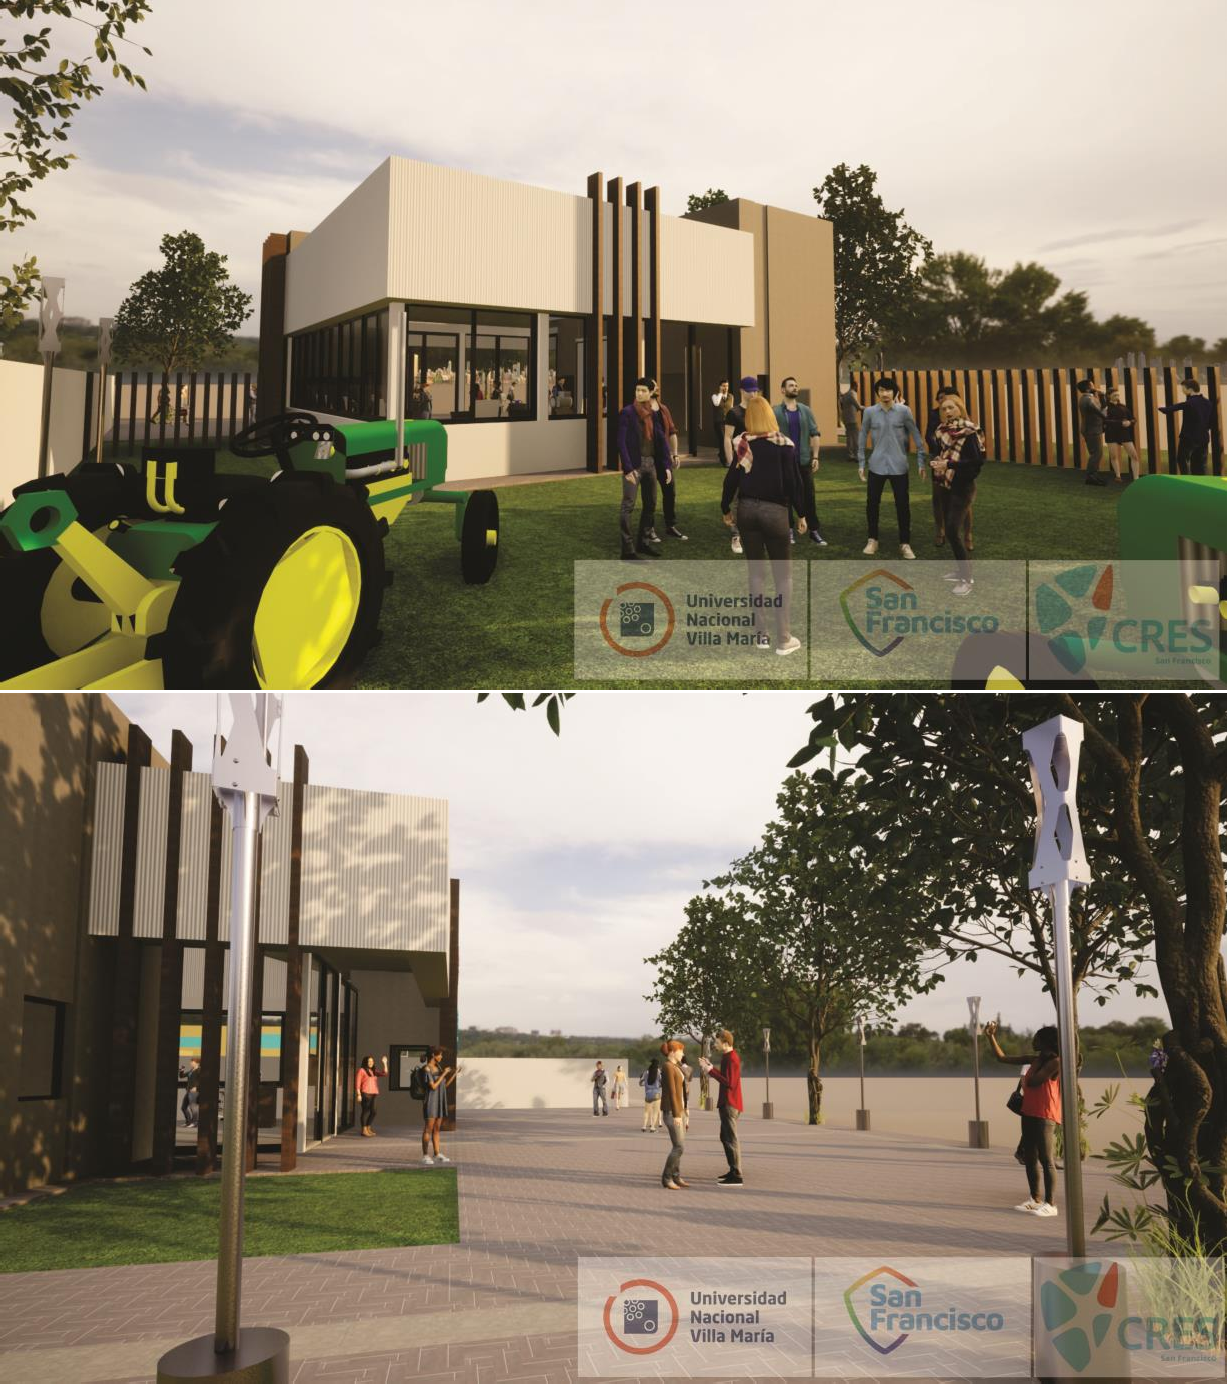 Universidad
Nacional
Villa María
San
Francisco
CRES
San Francisco
Universidad
Nacional
Villa María
San
Francisco
CRES
San Francisco